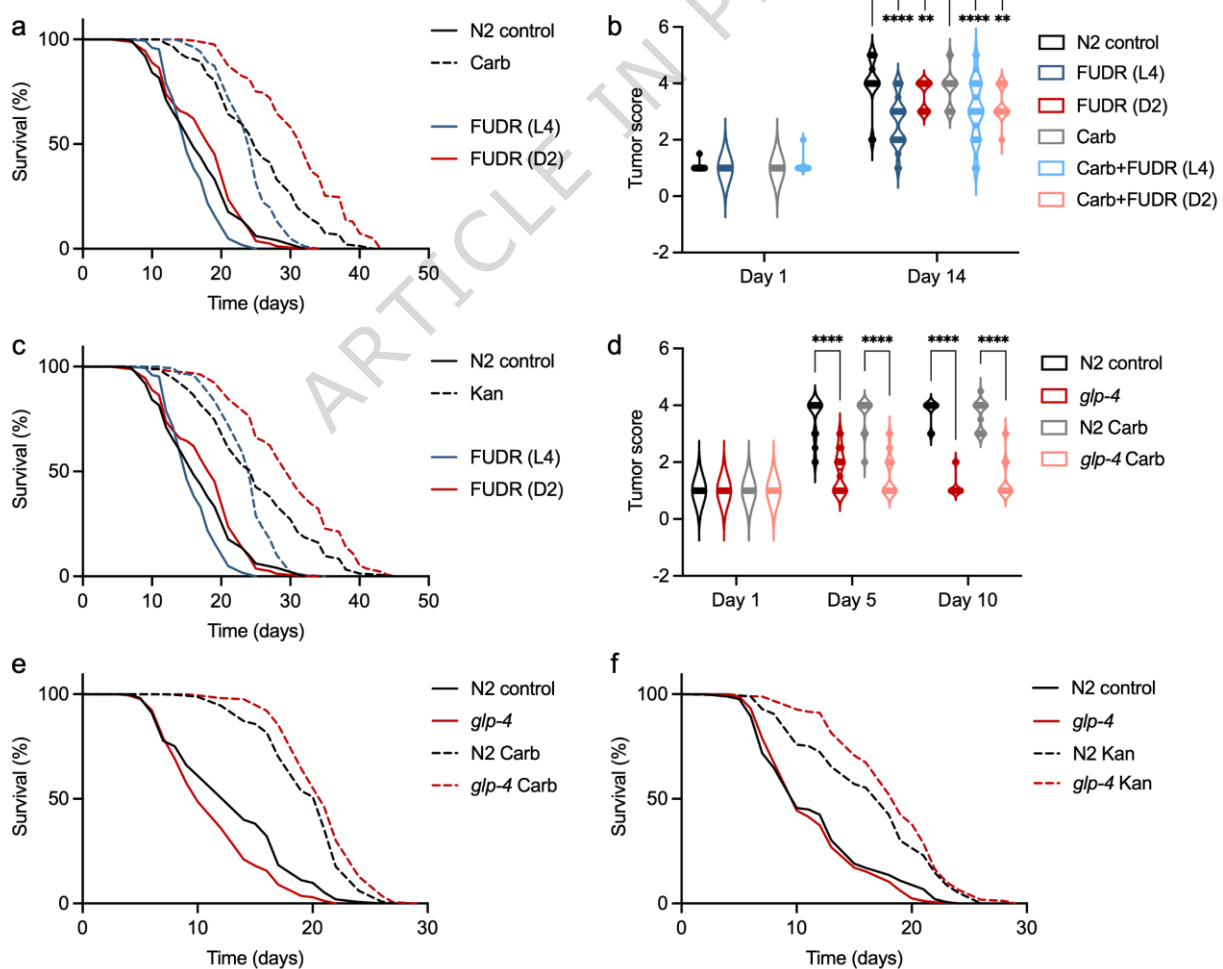 a
Survival (%)
100
50
0
0 10 20 30 40 50
Time (days)
N2 control
Carb
FUDR (L4)
FUDR (D2)
b
Tumor score
6
4
2
0
-2
**** ** **** **
Day 1 Day 14
N2 control
FUDR (L4)
FUDR (D2)
Carb
Carb+FUDR (L4)
Carb+FUDR (D2)
ARTICLE IN P
c
Survival (%)
100
50
0
0 10 20 30 40 50
Time (days)
N2 control
Kan
FUDR (L4)
FUDR (D2)
d
Tumor score
6
4
2
0
-2
**** **** **** ****
Day 1 Day 5 Day 10
N2 control
glp-4
N2 Carb
glp-4 Carb
e
Survival (%)
100
50
0
0 10 20 30
Time (days)
N2 control
glp-4
N2 Carb
glp-4 Carb
f
Survival (%)
100
50
0
0 10 20 30
Time (days)
N2 control
glp-4
N2 Kan
glp-4 Kan